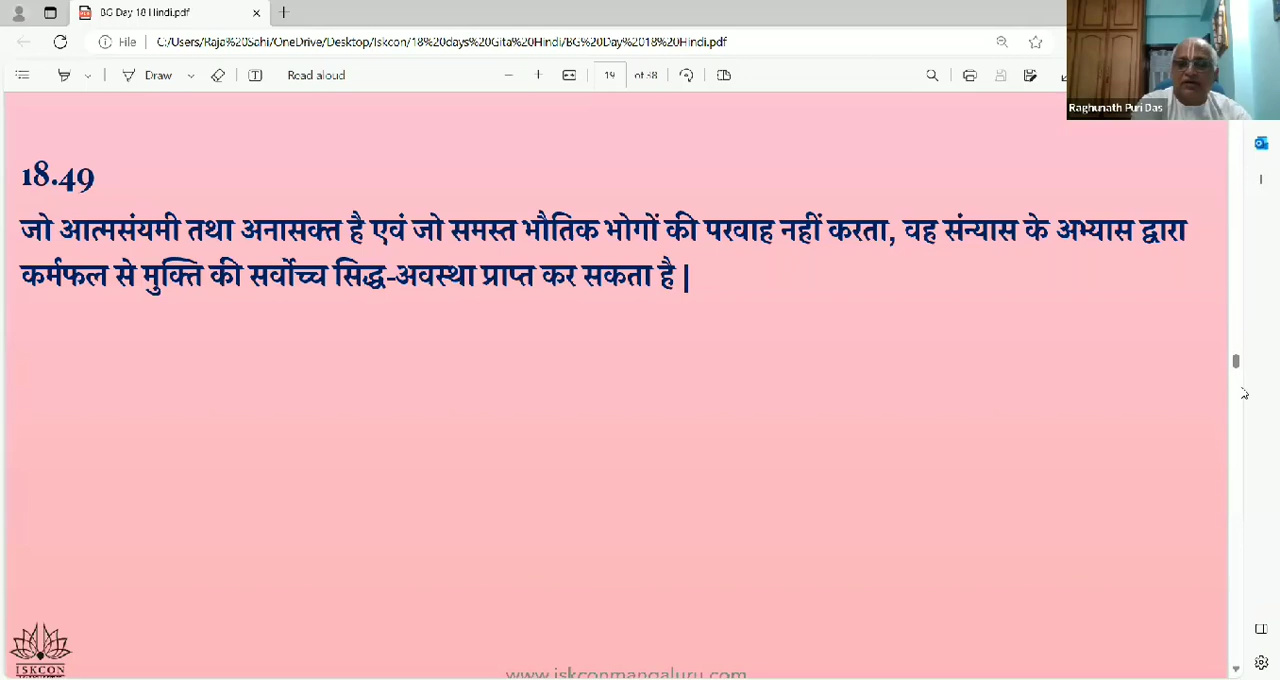 BG Day 18 Hindi.pdf
File
C:/Users/Raja%20Sahi/OneDrive/Desktop/Iskcon/18%20days%20Gita%20Hindi/BG%20Day%2018%20Hindi.pdf
Draw
Read aloud
19 of 38
Raghunath Puri Das
18.49
जो आत्मसंयमी तथा अनासक्त है एवं जो समस्त भौतिक भोगों की परवाह नहीं करता, वह संन्यास के अभ्यास द्वारा
कर्मफल से मुक्ति की सर्वोच्च सिद्ध-अवस्था प्राप्त कर सकता है |
ISKCON
www.iskconmangaluru.com